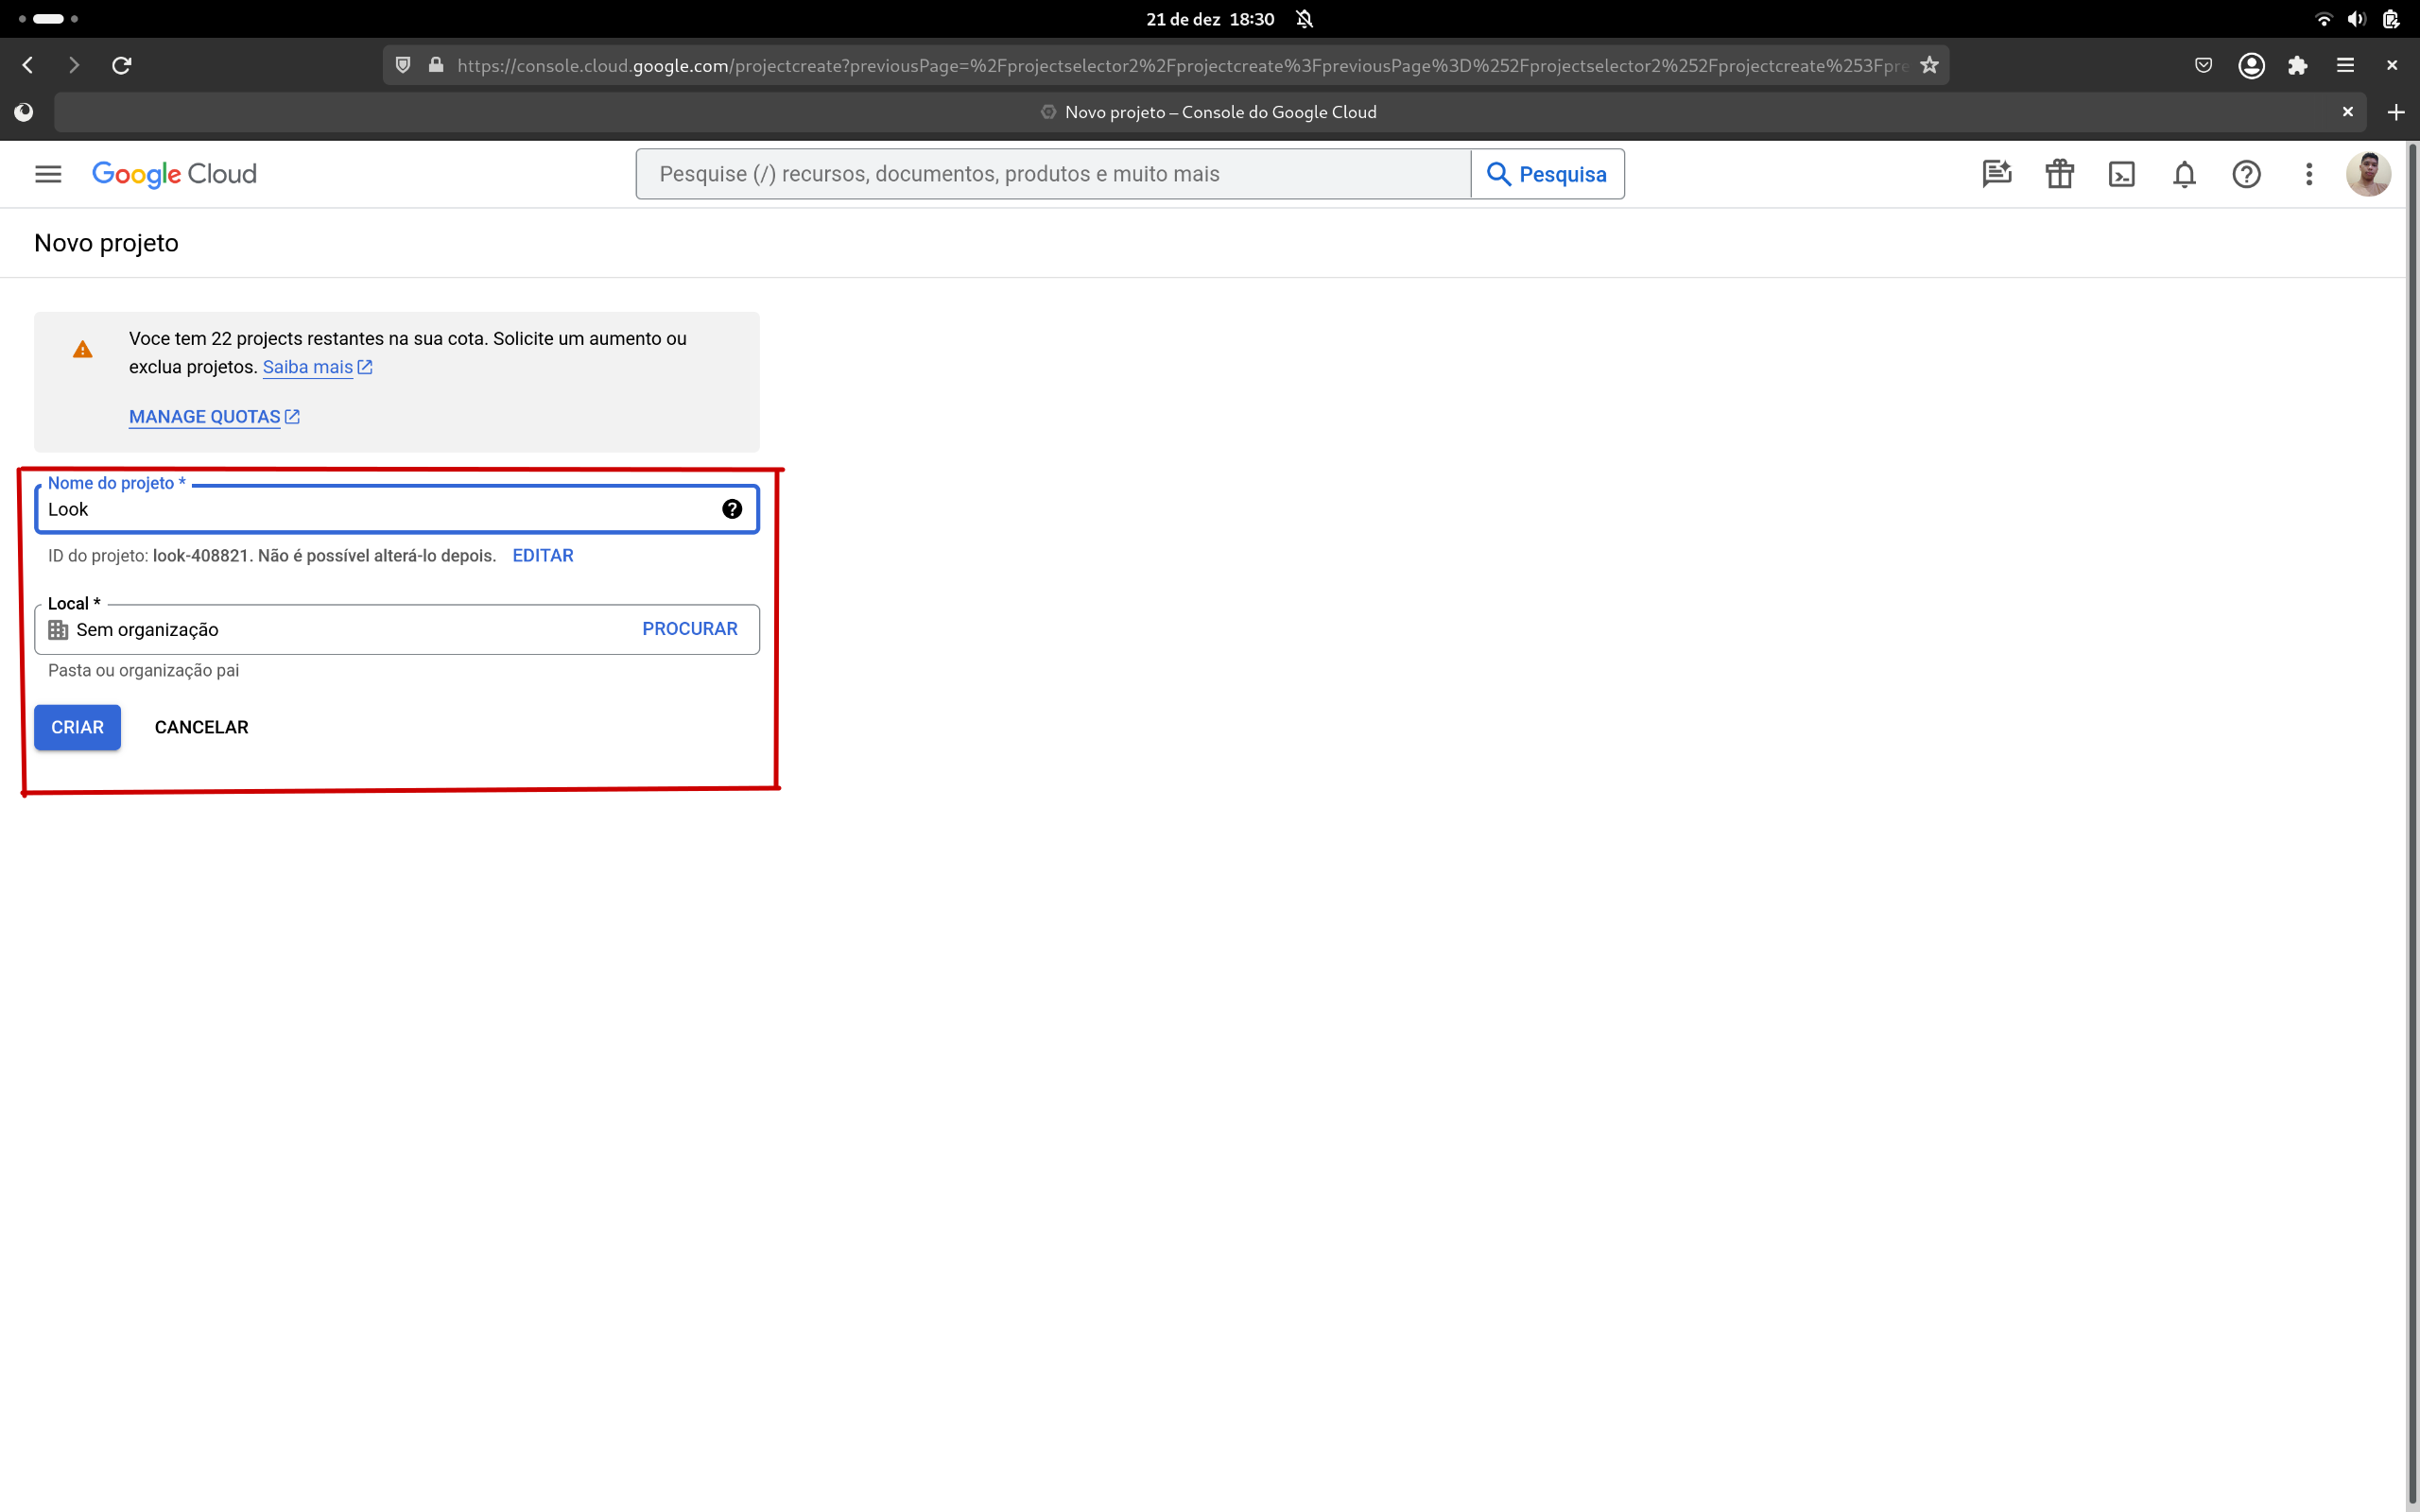 21 de dez 18:30
https://console.cloud.google.com/projectcreate?previousPage=%2Fprojectselector2%2Fprojectcreate%3FpreviousPage%3D%252Fprojectselector2%252Fprojectcreate%253Fpre
Novo projeto – Console do Google Cloud
Google Cloud
Pesquise (/) recursos, documentos, produtos e muito mais
Pesquisa
Novo projeto
Voce tem 22 projects restantes na sua cota. Solicite um aumento ou
exclua projetos. Saiba mais
MANAGE QUOTAS
Nome do projeto *
Look
ID do projeto: look-408821. Não é possível alterá-lo depois. EDITAR
Local *
Sem organização PROCURAR
Pasta ou organização pai
CRIAR CANCELAR